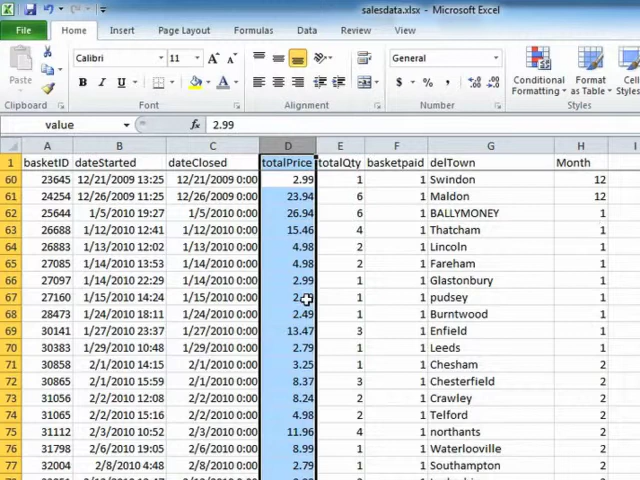 salesdata.xlsx - Microsoft Excel
File Home Insert Page Layout Formulas Data Review View
Paste Calibri 11 General Conditional Formatting Format as Table Cell Styles
Clipboard Font Alignment Number
value fx 2.99
A B C D E F G H I
1 basketID dateStarted dateClosed totalPrice totalQty basketpaid delTown Month
60 23645 12/21/2009 13:25 12/21/2009 0:00 2.99 1 1 Swindon 12
61 24254 12/26/2009 11:25 12/26/2009 0:00 23.94 6 1 Maldon 12
62 25644 1/5/2010 19:27 1/5/2010 0:00 26.94 6 1 BALLYMONEY 1
63 26688 1/12/2010 12:41 1/12/2010 0:00 15.46 4 1 Thatcham 1
64 26883 1/13/2010 12:02 1/13/2010 0:00 4.98 2 1 Lincoln 1
65 27085 1/14/2010 13:53 1/14/2010 0:00 4.98 2 1 Fareham 1
66 27097 1/14/2010 22:29 1/14/2010 0:00 2.99 1 1 Glastonbury 1
67 27160 1/15/2010 14:24 1/15/2010 0:00 1 1 pudsey 1
68 28473 1/24/2010 18:11 1/24/2010 0:00 2.49 1 1 Burntwood 1
69 30141 1/27/2010 23:37 1/27/2010 0:00 13.47 3 1 Enfield 1
70 30383 1/29/2010 10:48 1/29/2010 0:00 2.79 1 1 Leeds 1
71 30858 2/1/2010 14:15 2/1/2010 0:00 3.25 1 1 Chesham 2
72 30865 2/1/2010 15:59 2/1/2010 0:00 8.37 3 1 Chesterfield 2
73 31056 2/2/2010 12:08 2/2/2010 0:00 8.24 2 1 Crawley 2
74 31065 2/2/2010 15:16 2/2/2010 0:00 4.98 2 1 Telford 2
75 31112 2/3/2010 10:52 2/3/2010 0:00 11.96 4 1 northants 2
76 31798 2/6/2010 19:05 2/6/2010 0:00 8.99 1 1 Waterlooville 2
77 32004 2/8/2010 4:48 2/8/2010 0:00 2.79 1 1 Southampton 2